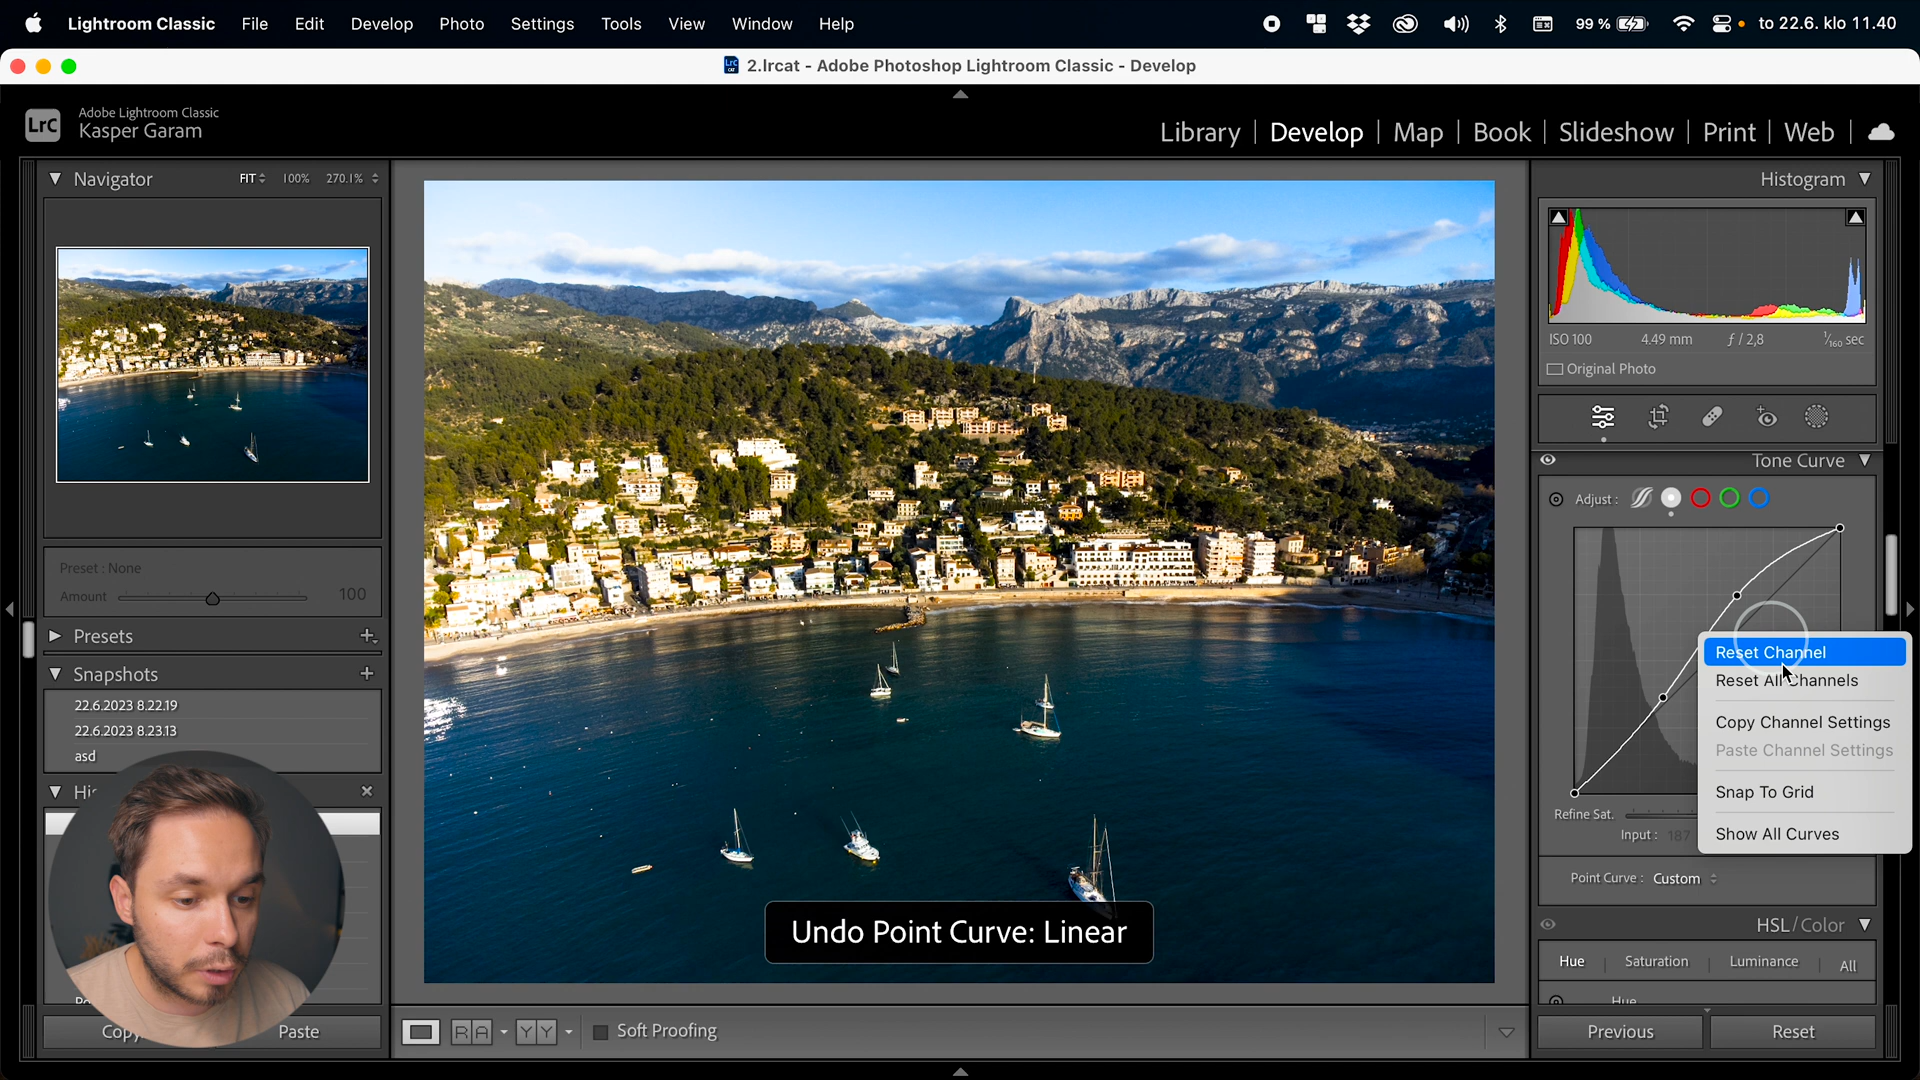 Lightroom Classic File Edit Develop Photo Settings Tools View Window Help 99 % to 22.6. klo 11.40
2.lrcat - Adobe Photoshop Lightroom Classic - Develop
LrC Adobe Lightroom Classic
Kasper Garam
Library | Develop | Map | Book | Slideshow | Print | Web
Navigator FIT 100% 270.1%
Histogram
ISO 100 4.49 mm ƒ / 2,8 1/160 sec
Original Photo
Tone Curve
Adjust :
Preset : None
Amount 100
Presets
Snapshots
22.6.2023 8.22.19
22.6.2023 8.23.13
asd
Reset Channel
Reset All Channels
Copy Channel Settings
Paste Channel Settings
Snap To Grid
Show All Curves
Refine Sat.
Input : 187
Point Curve : Custom
HSL / Color
Hue Saturation Luminance All
Hue
Undo Point Curve: Linear
Paste
R A Y Y Soft Proofing
Previous Reset